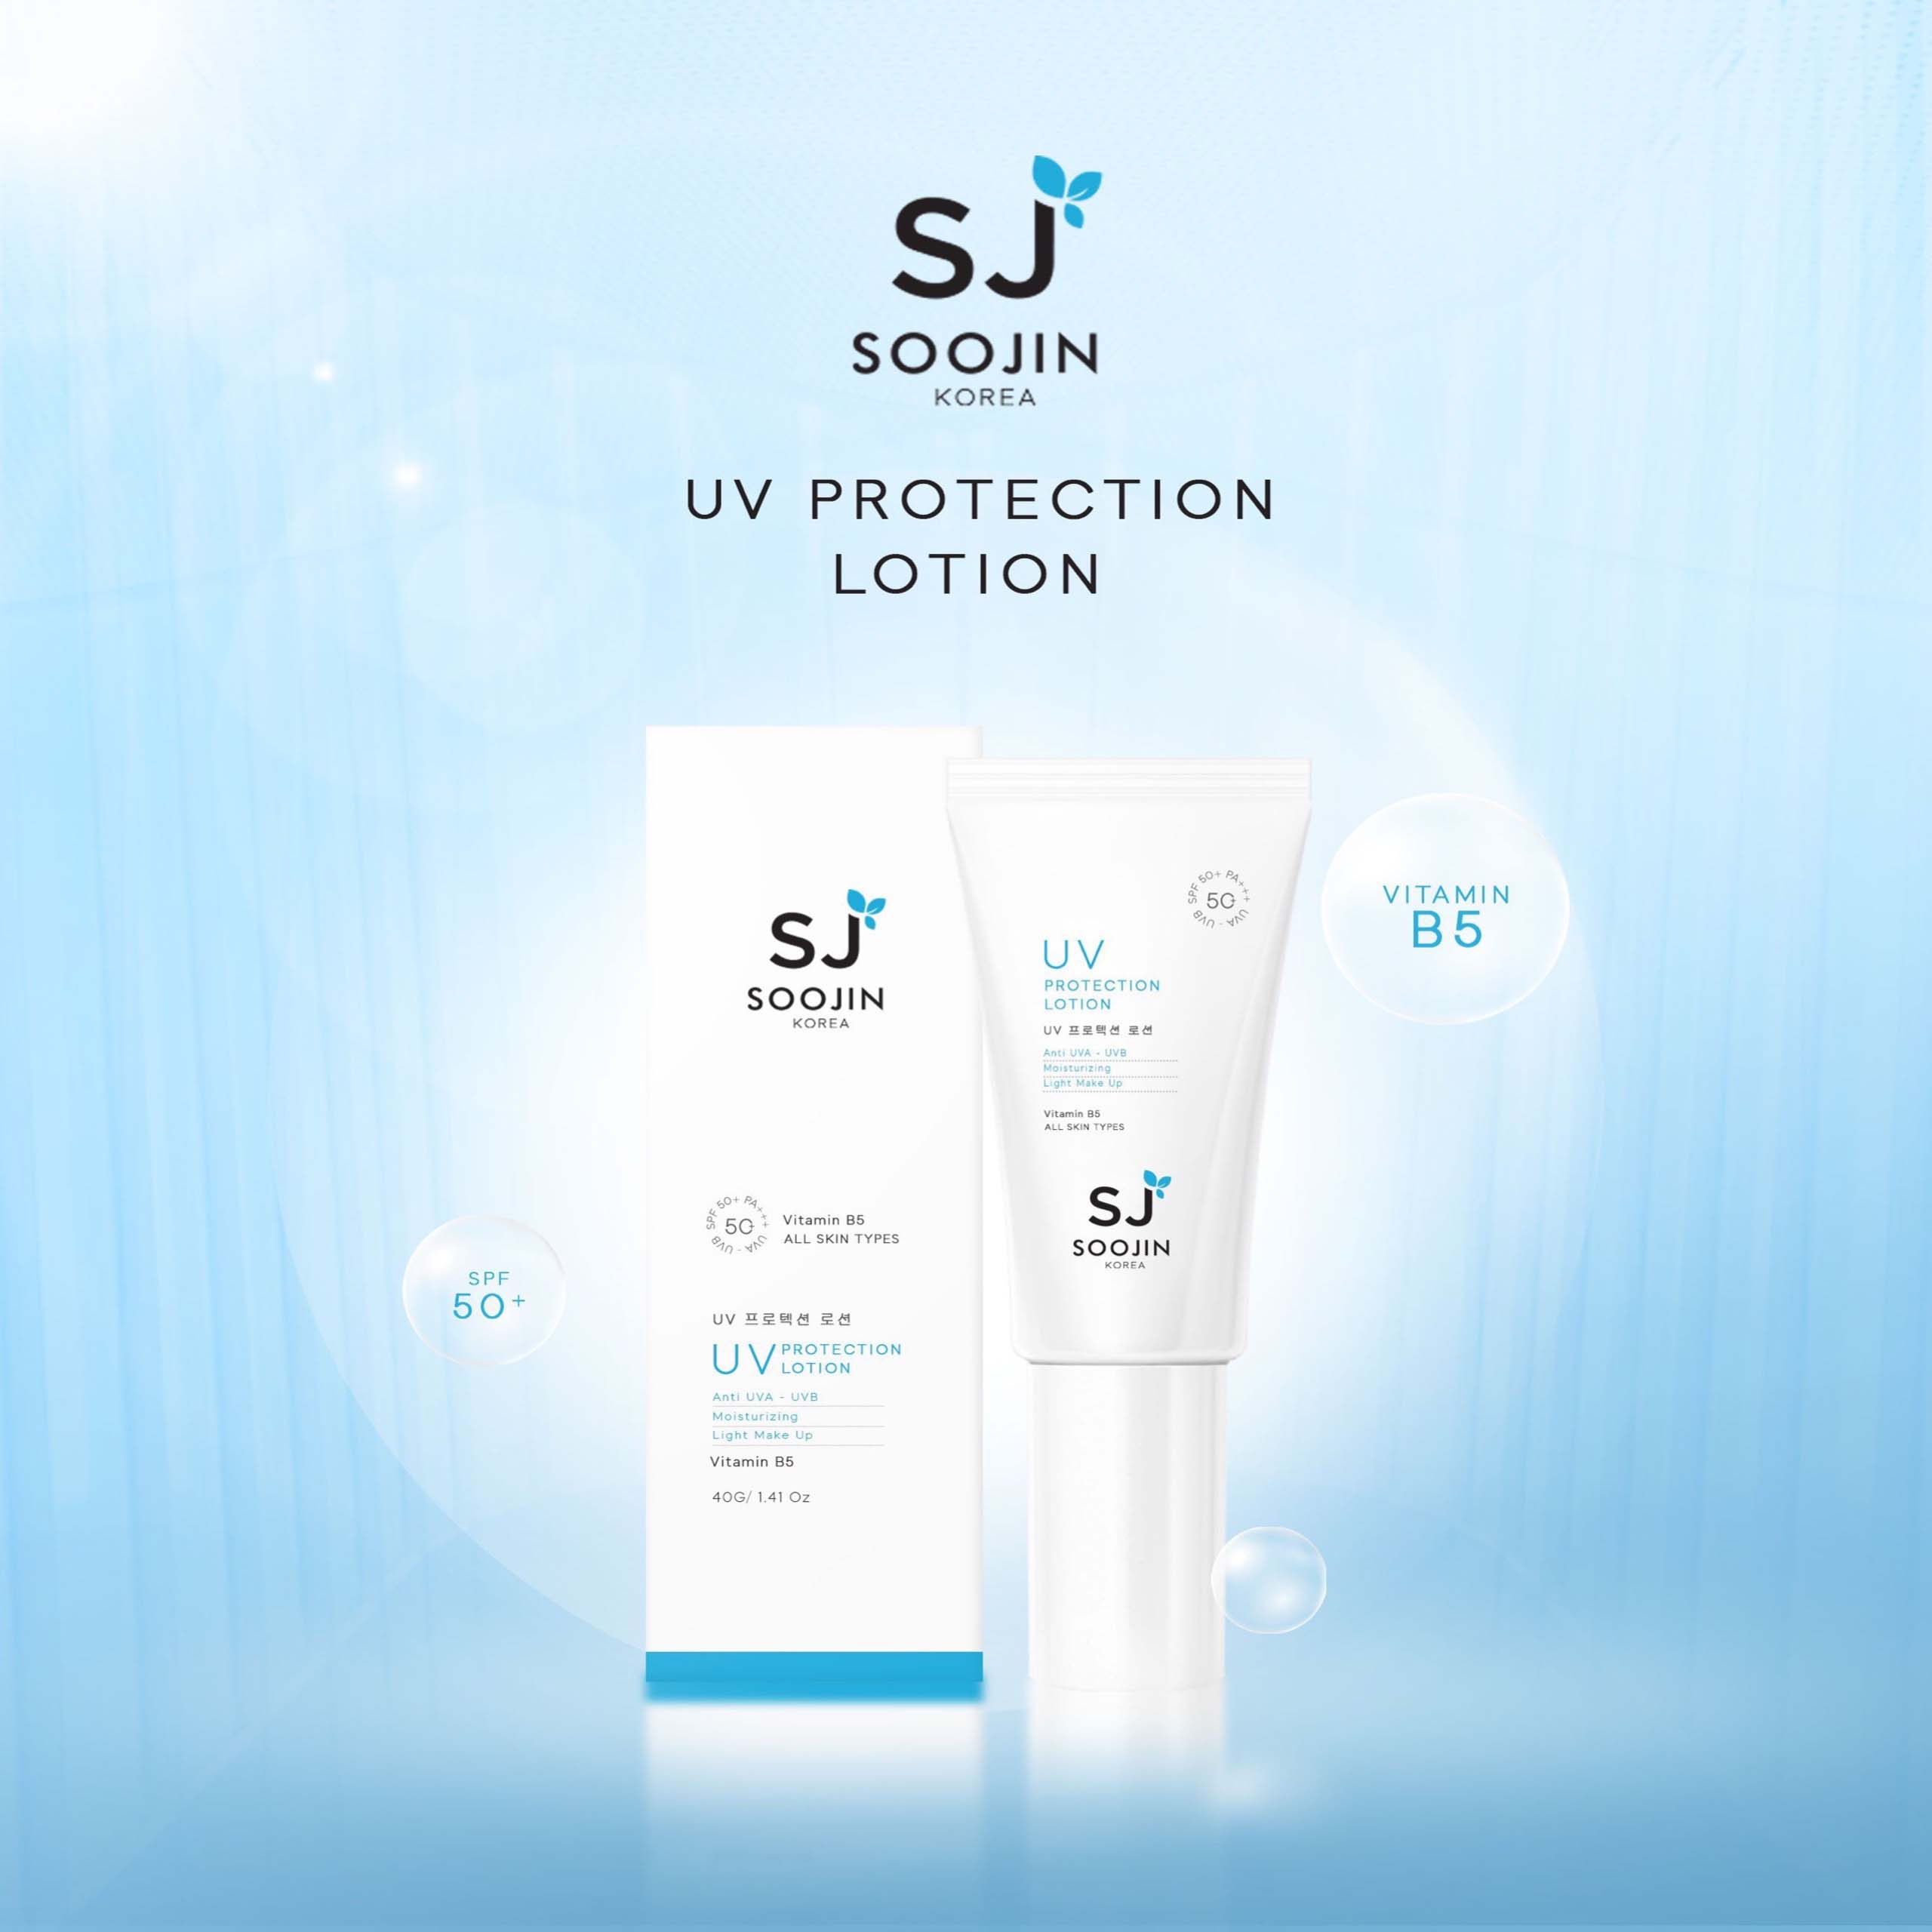 SJ
SOOJIN
KOREA
UV PROTECTION
LOTION
SJ
SOOJIN
KOREA
SPF 50+ PA+++ UVA - UVB
50+
Vitamin B5
ALL SKIN TYPES
UV 프로텍션 로션
UV PROTECTION
LOTION
Anti UVA - UVB
Moisturizing
Light Make Up
Vitamin B5
40G/ 1.41 Oz
SPF 50+ PA+++ UVA - UVB
50+
UV
PROTECTION
LOTION
UV 프로텍션 로션
Anti UVA - UVB
Moisturizing
Light Make Up
Vitamin B5
ALL SKIN TYPES
SJ
SOOJIN
KOREA
VITAMIN
B5
SPF
50+